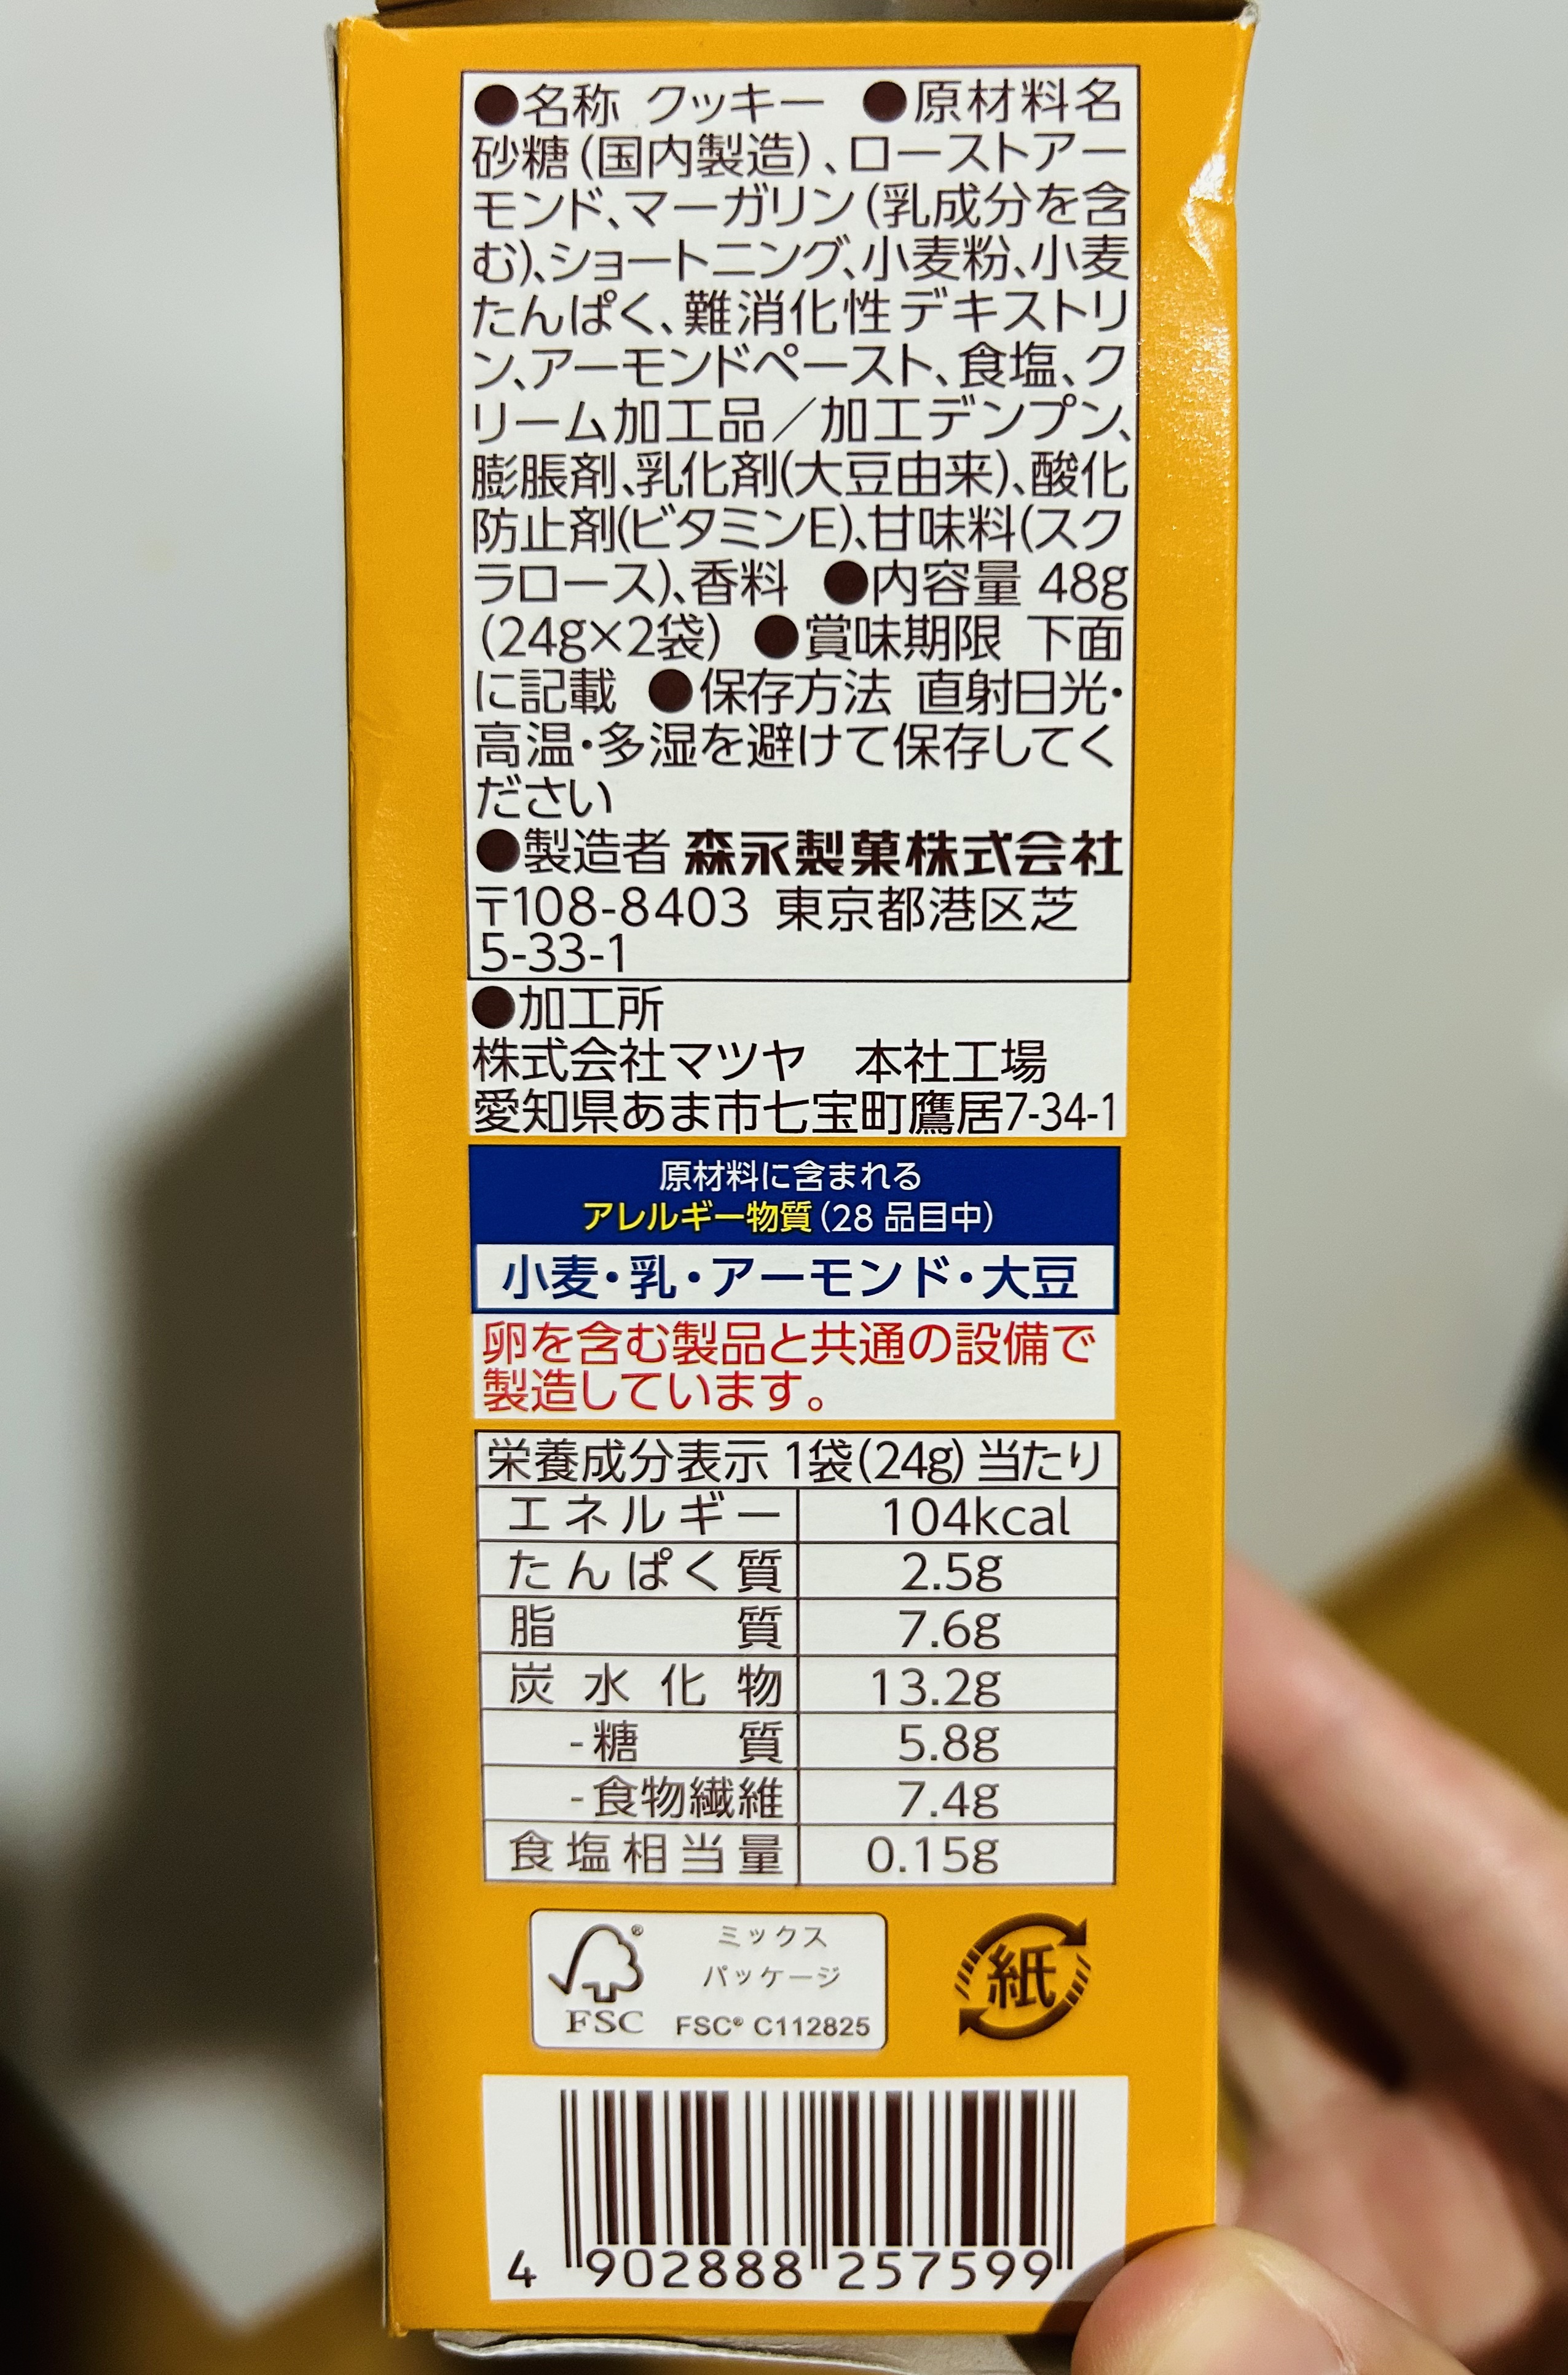 ●名称 クッキー ●原材料名
砂糖(国内製造)、ローストアー
モンド、マーガリン(乳成分を含
む)、ショートニング、小麦粉、小麦
たんぱく、難消化性デキストリ
ン、アーモンドペースト、食塩、ク
リーム加工品/加工デンプン、
膨脹剤、乳化剤(大豆由来)、酸化
防止剤(ビタミンE)、甘味料(スク
ラロース)、香料 ●内容量 48g
(24g×2袋) ●賞味期限 下面
に記載 ●保存方法 直射日光・
高温・多湿を避けて保存してく
ださい
●製造者 森永製菓株式会社
〒108-8403 東京都港区芝
5-33-1
●加工所
株式会社マツヤ 本社工場
愛知県あま市七宝町鷹居7-34-1
原材料に含まれる
アレルギー物質(28品目中)
小麦・乳・アーモンド・大豆
卵を含む製品と共通の設備で
製造しています。
栄養成分表示 1袋(24g)当たり
エネルギー 104kcal
たんぱく質 2.5g
脂質 7.6g
炭水化物 13.2g
-糖質 5.8g
-食物繊維 7.4g
食塩相当量 0.15g
ミックス
パッケージ
FSC® C112825
FSC
紙
4 902888 257599